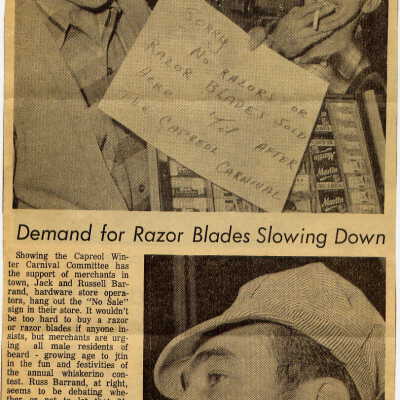 SORRY
No RAZORS OR
RAZOR BLADES SOLD
HERE TILL AFTER
THE CAPREOL CARNIVAL
Demand for Razor Blades Slowing Down
Showing the Capreol Win-
ter Carnival Committee has
the support of merchants in
town, Jack and Russell Bar-
rand, hardware store opera-
tors, hang out the "No Sale"
sign in their store. It wouldn't
be too hard to buy a razor
or razor blades if anyone in-
sists, but merchants are urg-
ing all male residents of
beard - growing age to jtin
in the fun and festivities of
the annual whiskerino con-
test. Russ Barrand, at right,
seems to be debating whe-